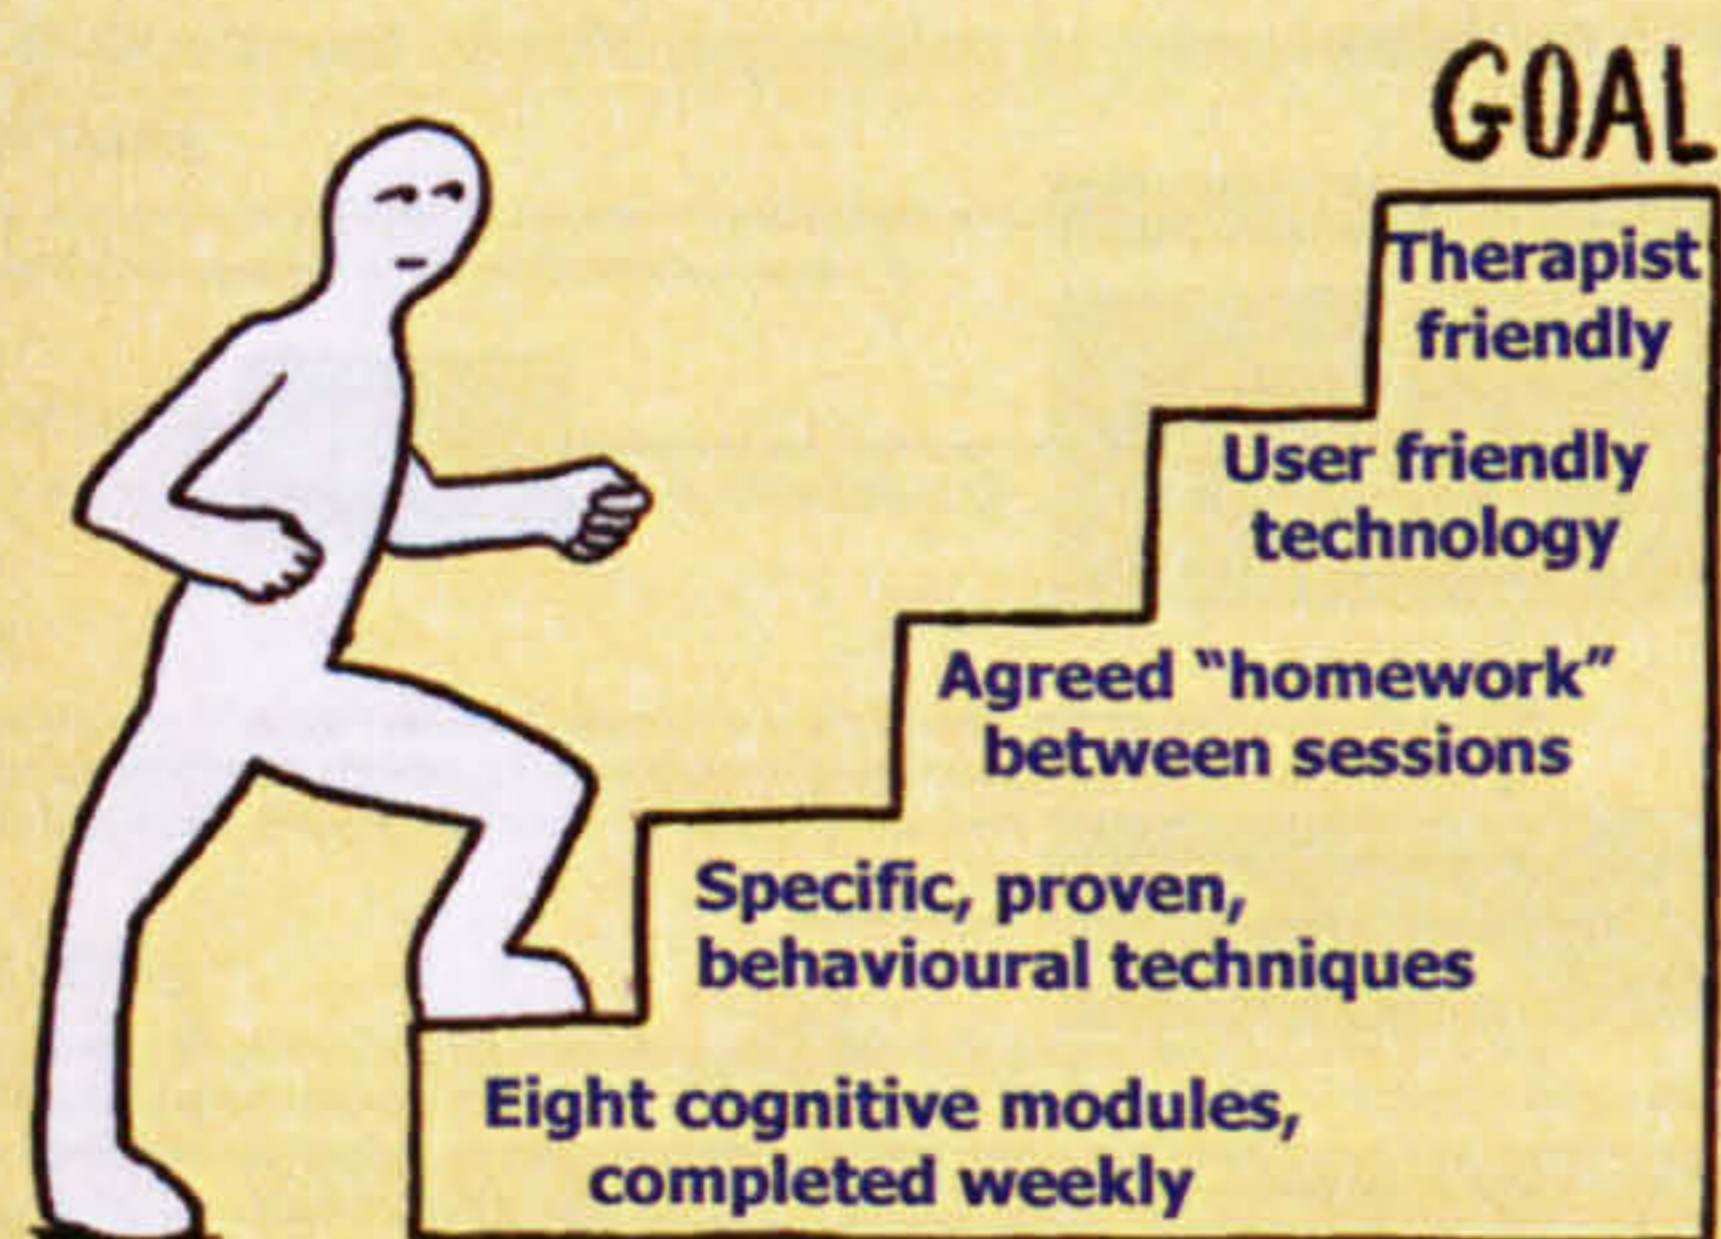 GOAL
Therapist
friendly
User friendly
technology
Agreed “homework”
between sessions
Specific, proven,
behavioural techniques
Eight cognitive modules,
completed weekly